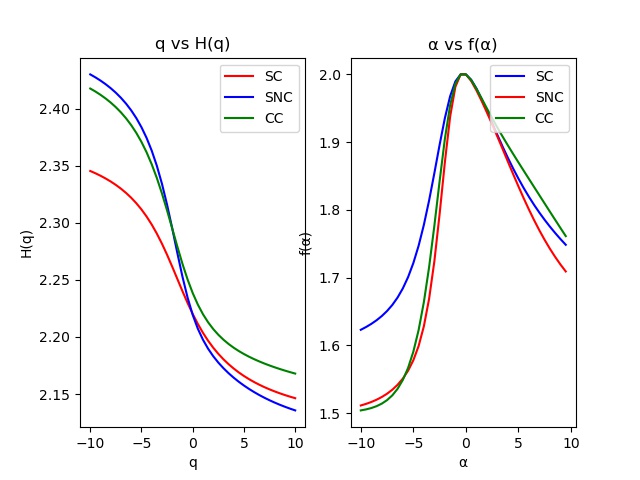 q vs H(q)
H(q)
2.40
2.35
2.30
2.25
2.20
2.15
SC
SNC
CC
−10
−5
0
5
10
q
α vs f(α)
f(α)
2.0
1.9
1.8
1.7
1.6
1.5
SC
SNC
CC
−10
−5
0
5
10
α